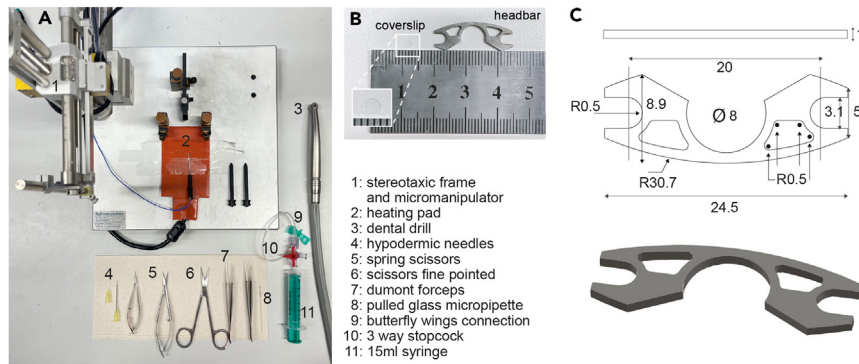 A
1
2
3
4
5
6
7
8
9
10
11
B
coverslip
headbar
1 2 3 4 5
1: stereotaxic frame
and micromanipulator
2: heating pad
3: dental drill
4: hypodermic needles
5: spring scissors
6: scissors fine pointed
7: dumont forceps
8: pulled glass micropipette
9: butterfly wings connection
10: 3 way stopcock
11: 15ml syringe
C
1
20
R0.5
8.9
Ø 8
3.1
5
R0.5
R30.7
24.5